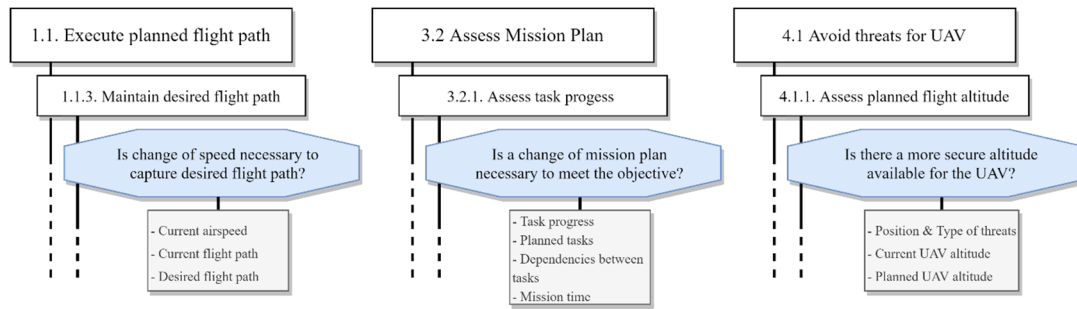 1.1. Execute planned flight path
1.1.3. Maintain desired flight path
Is change of speed necessary to
capture desired flight path?
- Current airspeed
- Current flight path
- Desired flight path
3.2 Assess Mission Plan
3.2.1. Assess task progess
Is a change of mission plan
necessary to meet the objective?
- Task progress
- Planned tasks
- Dependencies between
tasks
- Mission time
4.1 Avoid threats for UAV
4.1.1. Assess planned flight altitude
Is there a more secure altitude
available for the UAV?
- Position & Type of threats
- Current UAV altitude
- Planned UAV altitude